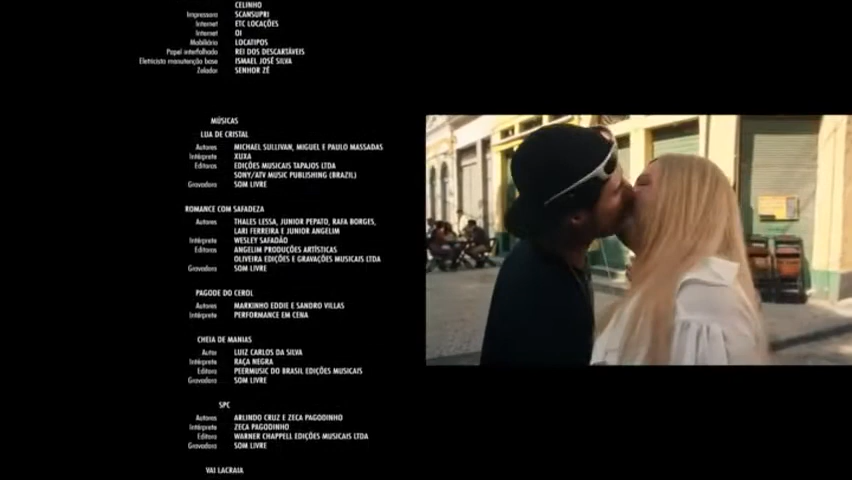 CELINHO
Impressora SCANSUPRI
Internet ETC LOCAÇÕES
Internet OI
Mobiliário LOCATIPOS
Papel interfolhado REI DOS DESCARTÁVEIS
Eletricista manutenção base ISMAEL JOSÉ SILVA
Zelador SENHOR ZÉ
MÚSICAS
LUA DE CRISTAL
Autores MICHAEL SULLIVAN, MIGUEL E PAULO MASSADAS
Intérprete XUXA
Editoras EDIÇÕES MUSICAIS TAPAJOS LTDA
SONY/ATV MUSIC PUBLISHING (BRAZIL)
Gravadora SOM LIVRE
ROMANCE COM SAFADEZA
Autores THALES LESSA, JUNIOR PEPATO, RAFA BORGES,
LARI FERREIRA E JUNIOR ANGELIM
Intérprete WESLEY SAFADÃO
Editoras ANGELIM PRODUÇÕES ARTÍSTICAS
OLIVEIRA EDIÇÕES E GRAVAÇÕES MUSICAIS LTDA
Gravadora SOM LIVRE
PAGODE DO CEROL
Autores MARKINHO EDDIE E SANDRO VILLAS
Intérprete PERFORMANCE EM CENA
CHEIA DE MANIAS
Autor LUIZ CARLOS DA SILVA
Intérprete RAÇA NEGRA
Editora PEERMUSIC DO BRASIL EDIÇÕES MUSICAIS
Gravadora SOM LIVRE
SPC
Autores ARLINDO CRUZ E ZECA PAGODINHO
Intérprete ZECA PAGODINHO
Editora WARNER CHAPPELL EDIÇÕES MUSICAIS LTDA
Gravadora SOM LIVRE
VAI LACRAIA